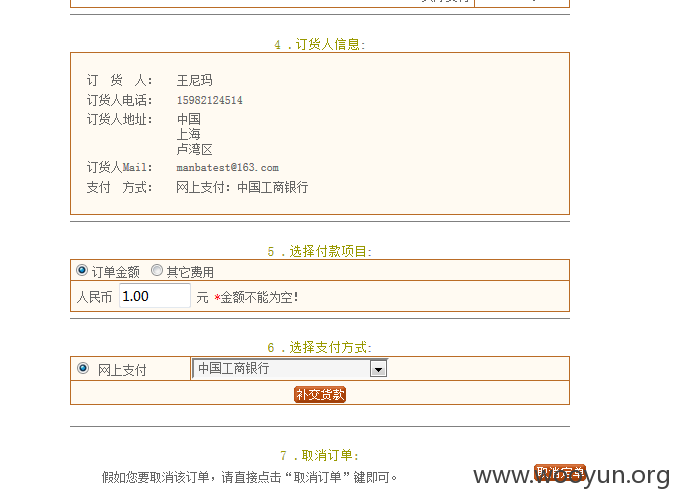 4 .订货人信息:
订 货 人: 王尼玛
订货人电话: 15982124514
订货人地址: 中国
上海
卢湾区
订货人Mail: manbatest@163.com
支付 方式: 网上支付: 中国工商银行
5 .选择付款项目:
订单金额 其它费用
人民币 1.00 元 *金额不能为空!
6 .选择支付方式:
网上支付 中国工商银行
补交货款
7 .取消订单:
取消订单
假如您要取消该订单，请直接点击“取消订单”键即可。
www.wooyun.org